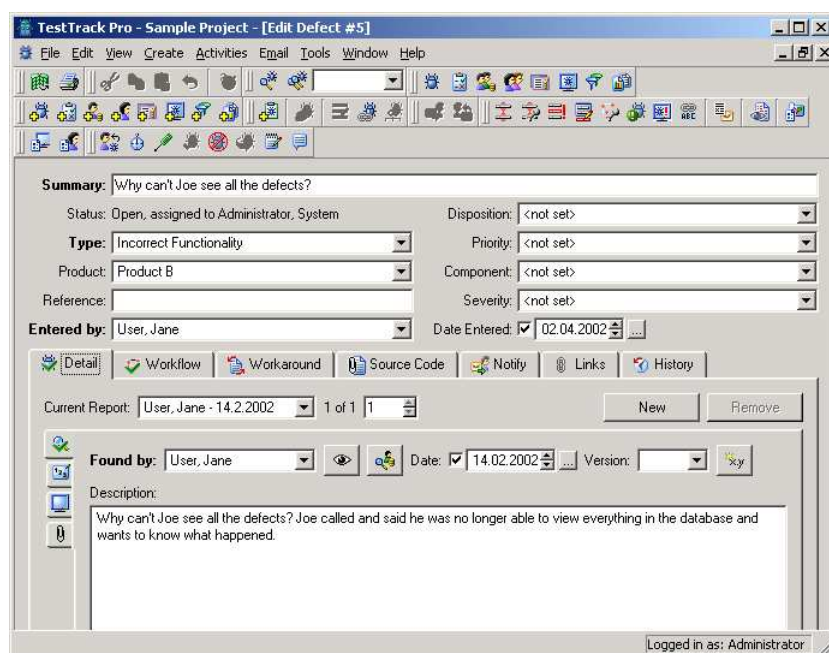 TestTrack Pro - Sample Project - [Edit Defect #5]
File Edit View Create Activities Email Tools Window Help
Summary: Why can't Joe see all the defects?
Status: Open, assigned to Administrator, System Disposition: <not set>
Type: Incorrect Functionality Priority: <not set>
Product: Product B Component: <not set>
Reference: Severity: <not set>
Entered by: User, Jane Date Entered: 02.04.2002 ...
Detail Workflow Workaround Source Code Notify Links History
Current Report: User, Jane - 14.2.2002 1 of 1 1 New Remove
Found by: User, Jane Date: 14.02.2002 ... Version: x.y
Description:
Why can't Joe see all the defects? Joe called and said he was no longer able to view everything in the database and
wants to know what happened.
Logged in as: Administrator